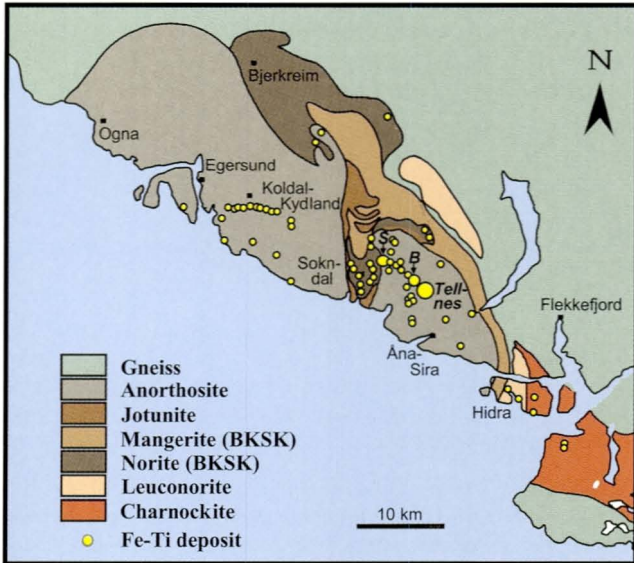 Bjerkreim
N
Ogna
Egersund
Koldal-
Kydland
S
B
Sokn-
dal
Tell-
nes
Flekkefjord
Åna-
Sira
Hidra
Gneiss
Anorthosite
Jotunite
Mangerite (BKSK)
Norite (BKSK)
Leuconorite
Charnockite
Fe-Ti deposit
10 km